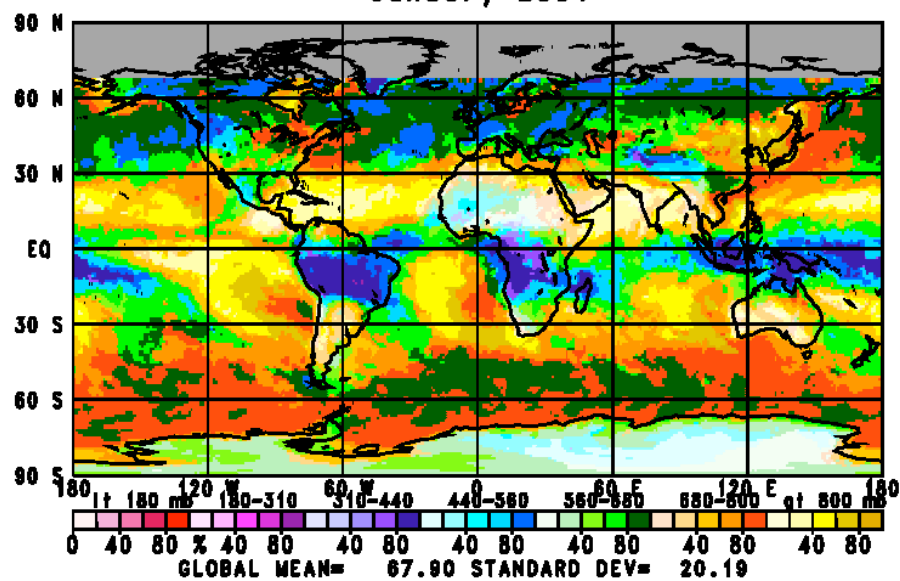 90 N
60 N
30 N
EQ
30 S
60 S
90 S
180 120 W 60 W 0 60 E 120 E 180
lt 180 mb 180-310 310-440 440-560 560-680 680-800 gt 800 mb
0 40 80 % 40 80 40 80 40 80 40 80 40 80 40 80
GLOBAL MEAN= 67.90 STANDARD DEV= 20.19